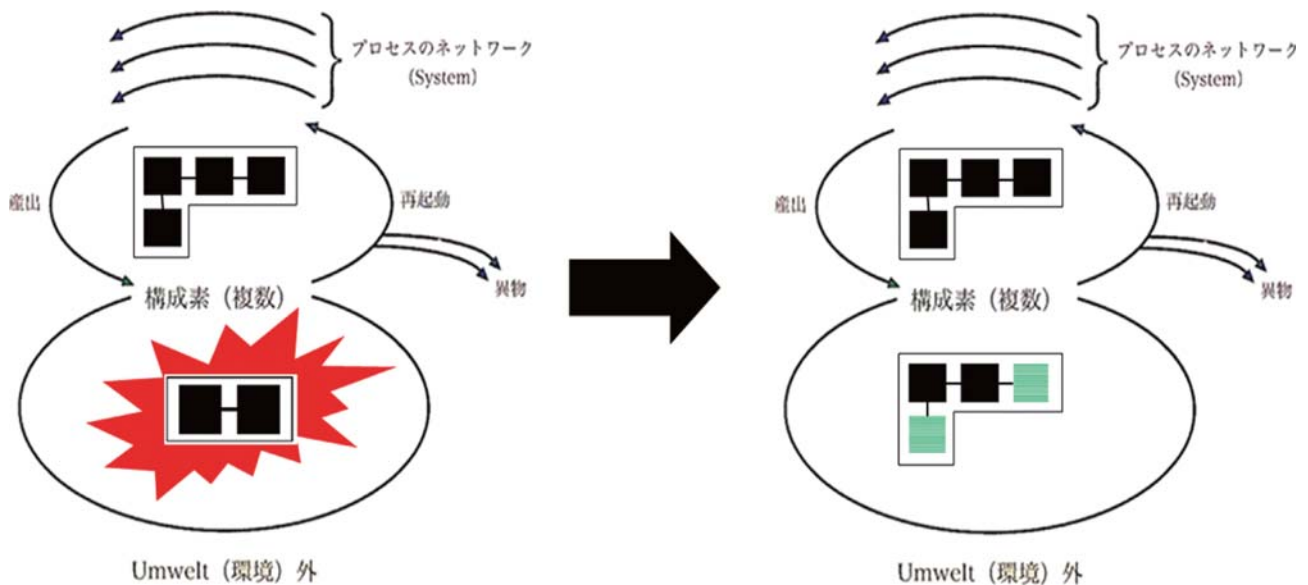 プロセスのネットワーク
(System)
産出
再起動
異物
構成素（複数）
Umwelt（環境）外
プロセスのネットワーク
(System)
産出
再起動
異物
構成素（複数）
Umwelt（環境）外